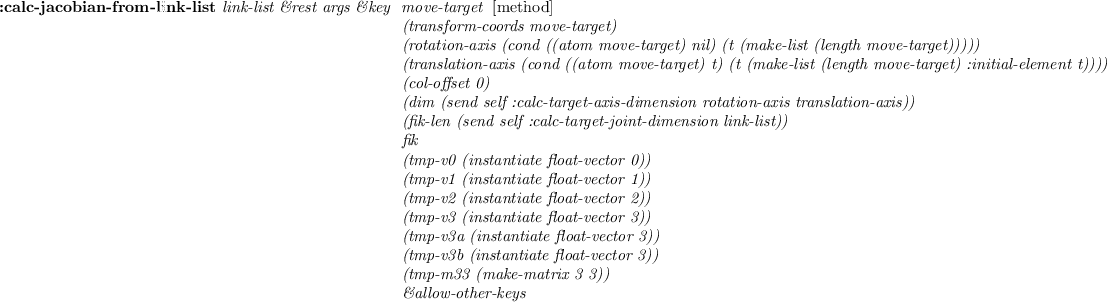 :calc-jacobian-from-link-list link-list &rest args &key move-target [method]
(transform-coords move-target)
(rotation-axis (cond ((atom move-target) nil) (t (make-list (length move-target)))))
(translation-axis (cond ((atom move-target) t) (t (make-list (length move-target) :initial-element t))))
(col-offset 0)
(dim (send self :calc-target-axis-dimension rotation-axis translation-axis))
(fik-len (send self :calc-target-joint-dimension link-list))
fik
(tmp-v0 (instantiate float-vector 0))
(tmp-v1 (instantiate float-vector 1))
(tmp-v2 (instantiate float-vector 2))
(tmp-v3 (instantiate float-vector 3))
(tmp-v3a (instantiate float-vector 3))
(tmp-v3b (instantiate float-vector 3))
(tmp-m33 (make-matrix 3 3))
&allow-other-keys